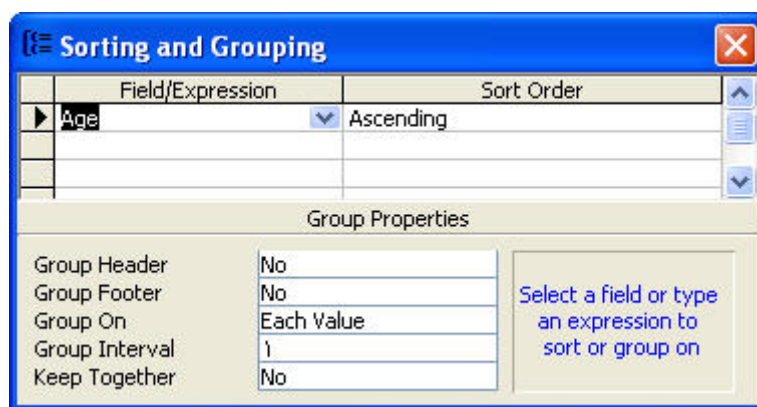 Sorting and Grouping
Field/Expression Sort Order
Age Ascending
Group Properties
Group Header No
Group Footer No
Group On Each Value
Group Interval ١
Keep Together No
Select a field or type
an expression to
sort or group on